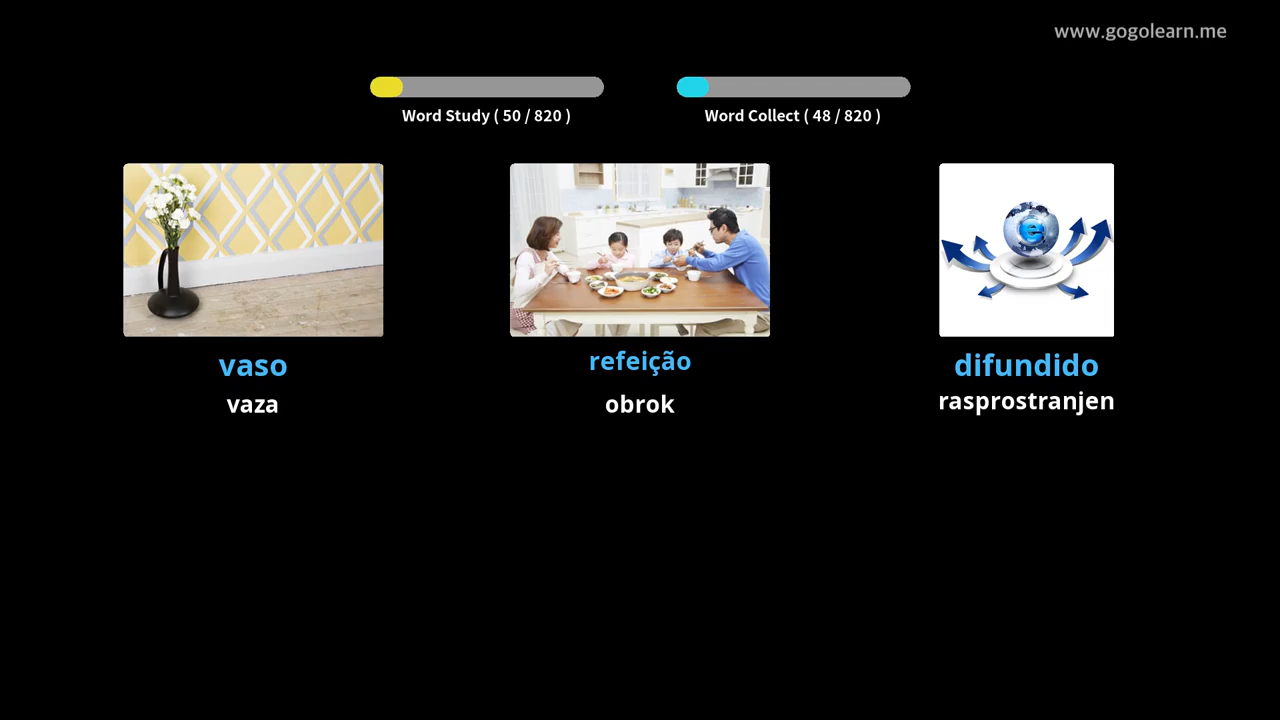 www.gogolearn.me
Word Study ( 50 / 820 )
Word Collect ( 48 / 820 )
e
vaso
refeição
difundido
vaza
obrok
rasprostranjen